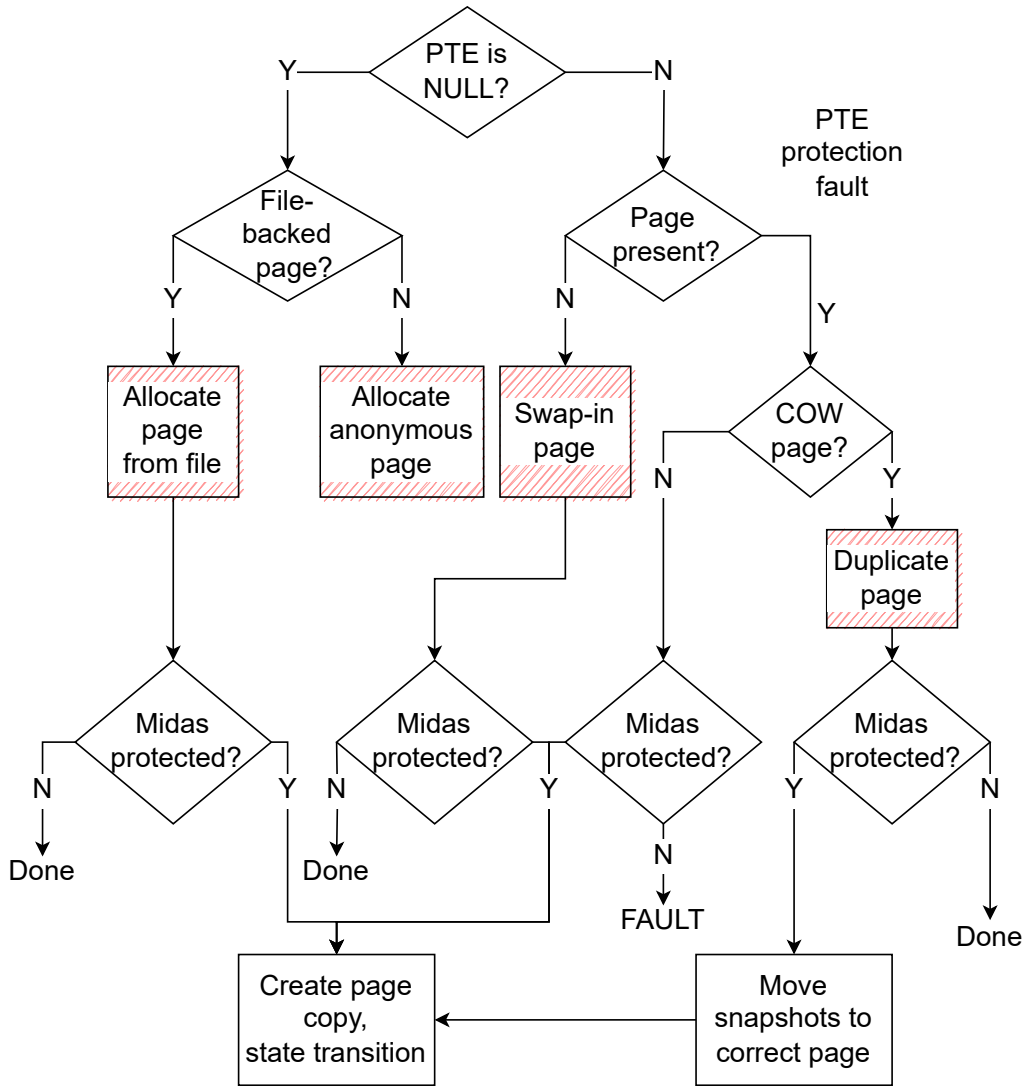 PTE is
NULL?
Y
N
PTE
protection
fault
File-
backed
page?
Page
present?
Y
N
N
Y
Allocate
page
from file
Allocate
anonymous
page
Swap-in
page
COW
page?
N
Y
Duplicate
page
Midas
protected?
Midas
protected?
Midas
protected?
Midas
protected?
N
Y
N
Y
Y
N
N
Done
Done
FAULT
Done
Create page
copy,
state transition
Move
snapshots to
correct page